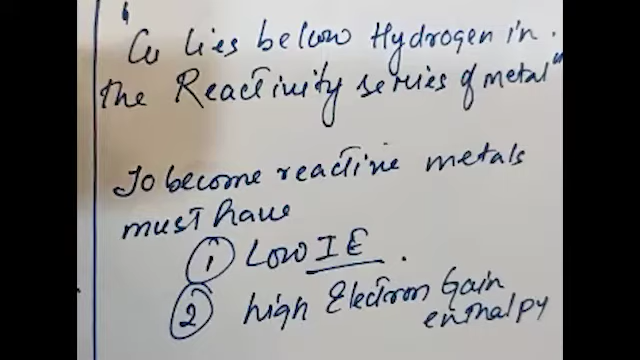 "Cu lies below Hydrogen in
the Reactivity series of metal"
To become reactive metals
must have
1 Low IE.
2 high Electron Gain
enthalpy